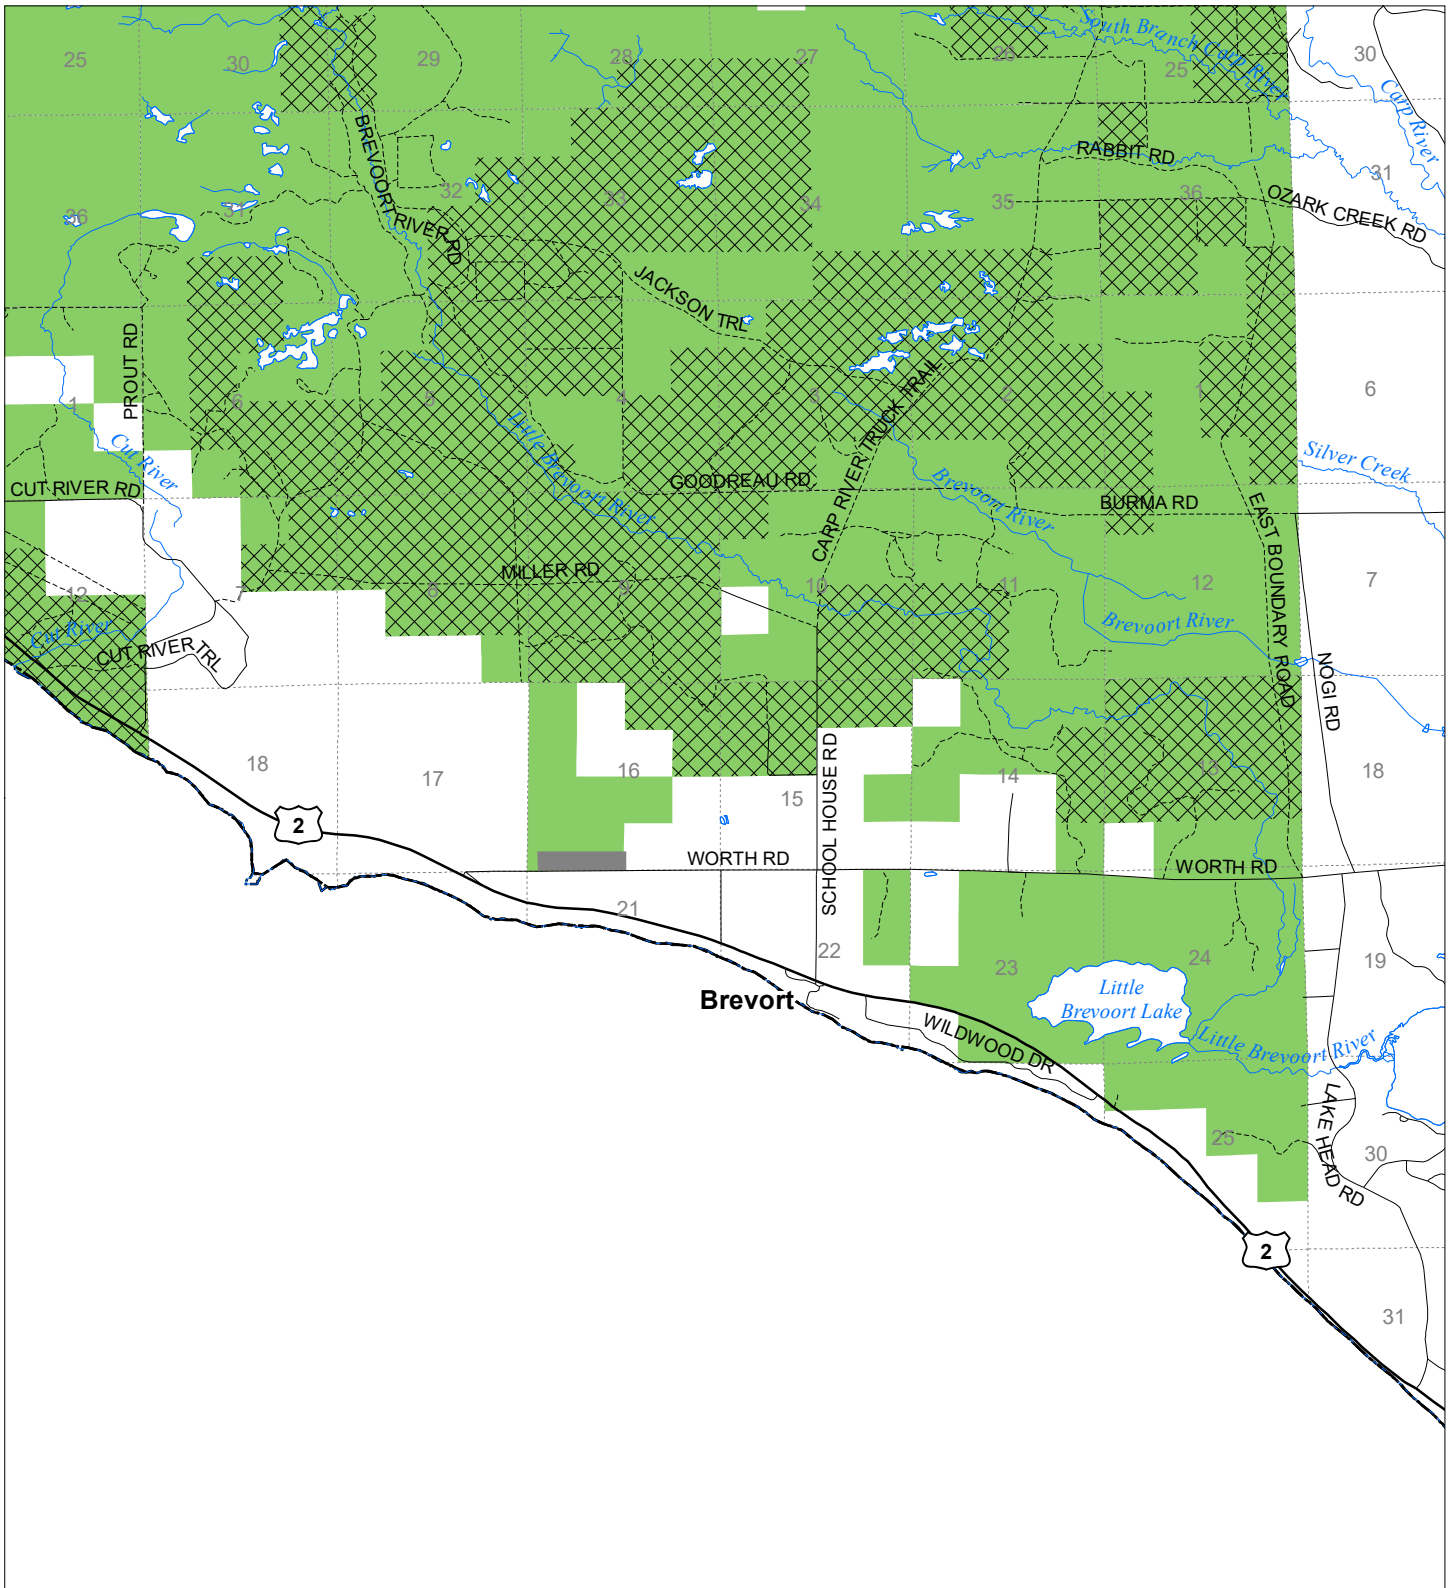 South Branch Carp River
25
30
29
28
27
26
25
30
Carp River
BREVOORT RIVER RD
RABBIT RD
36
31
32
33
34
35
36
31
OZARK CREEK RD
JACKSON TRL
PROUT RD
1
6
5
4
3
2
1
6
CARP RIVER TRUCK TRAIL
Cut River
Little Brevoort River
Silver Creek
CUT RIVER RD
GOODREAU RD
Brevoort River
BURMA RD
EAST BOUNDARY ROAD
MILLER RD
12
7
8
9
10
11
12
7
Cut River
CUT RIVER TRL
Brevoort River
NOGI RD
18
17
16
15
14
13
18
2
SCHOOL HOUSE RD
WORTH RD
WORTH RD
21
22
23
24
19
Little
Brevoort Lake
Brevort
WILDWOOD DR
Little Brevoort River
LAKE HEAD RD
25
30
2
31